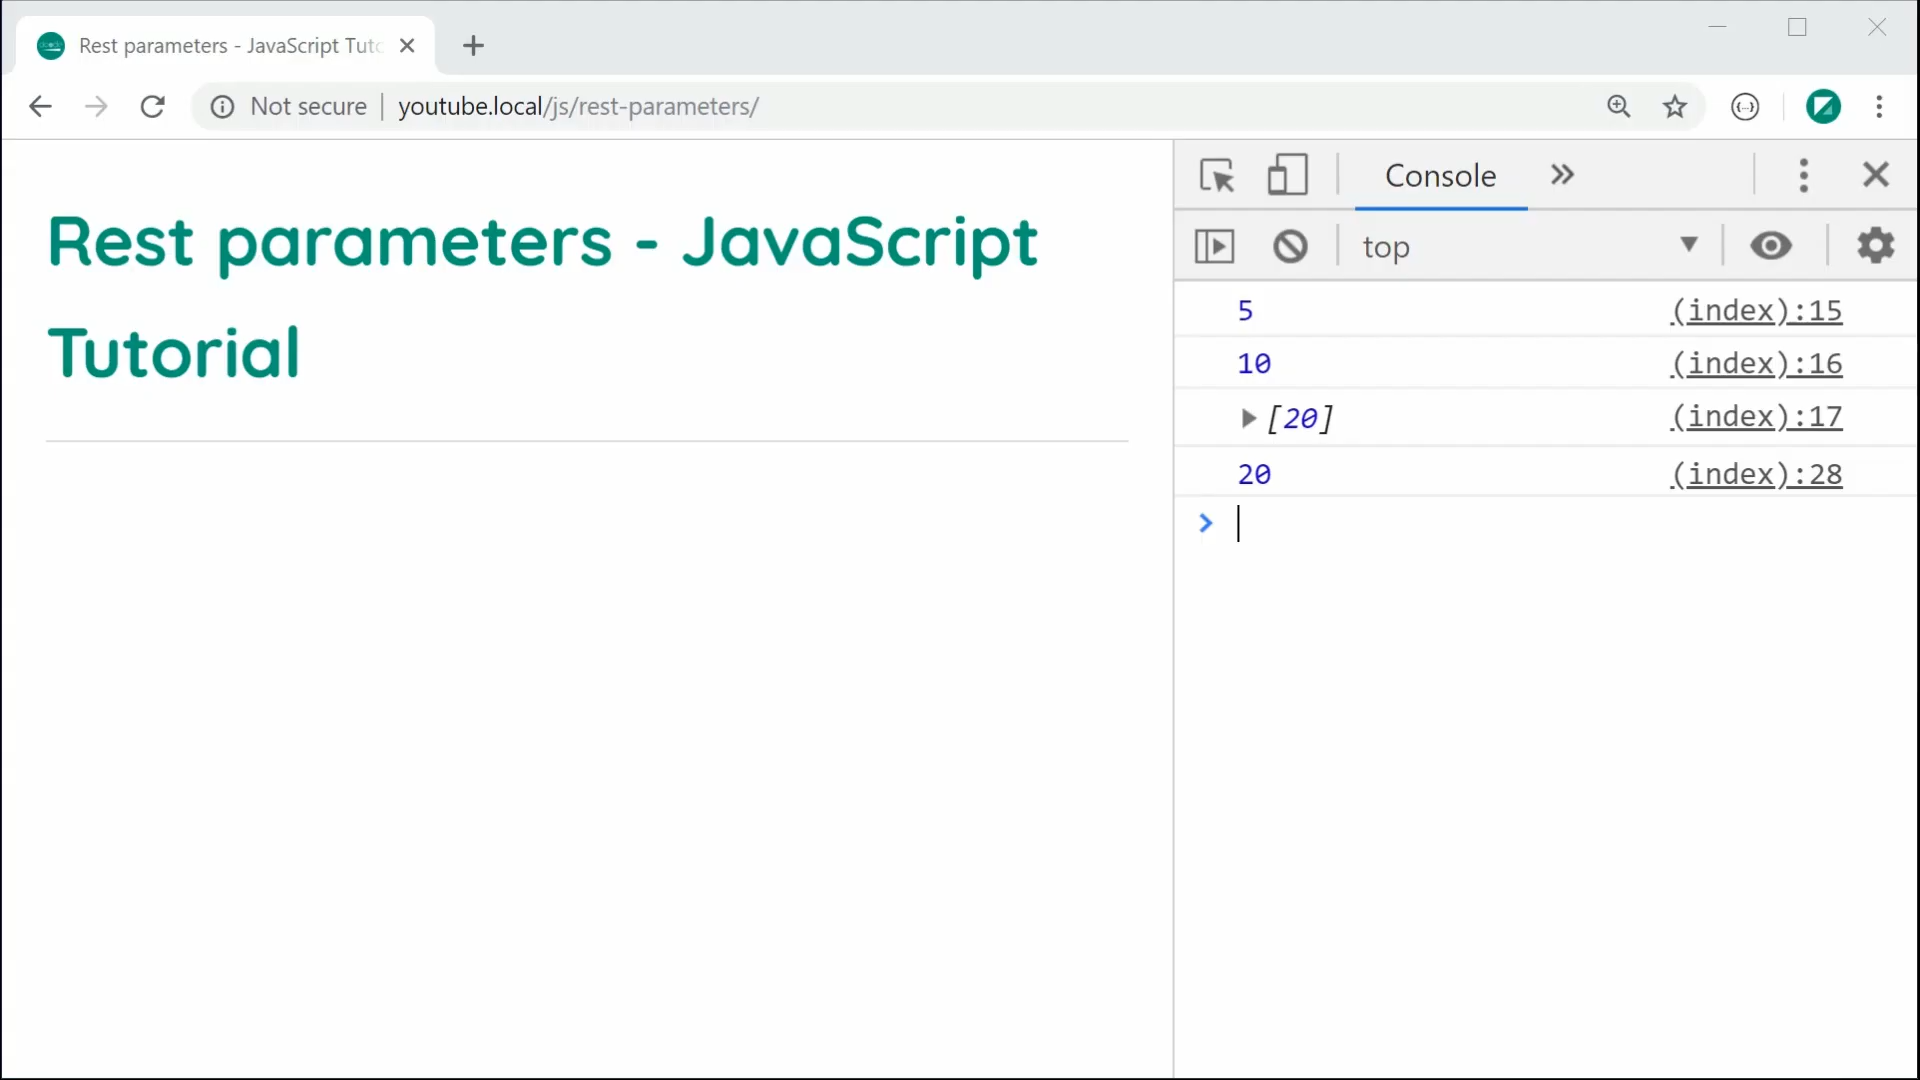 Rest parameters - JavaScript Tuto
Not secure | youtube.local/js/rest-parameters/
Rest parameters - JavaScript
Tutorial
Console
top
5 (index):15
10 (index):16
[20] (index):17
20 (index):28